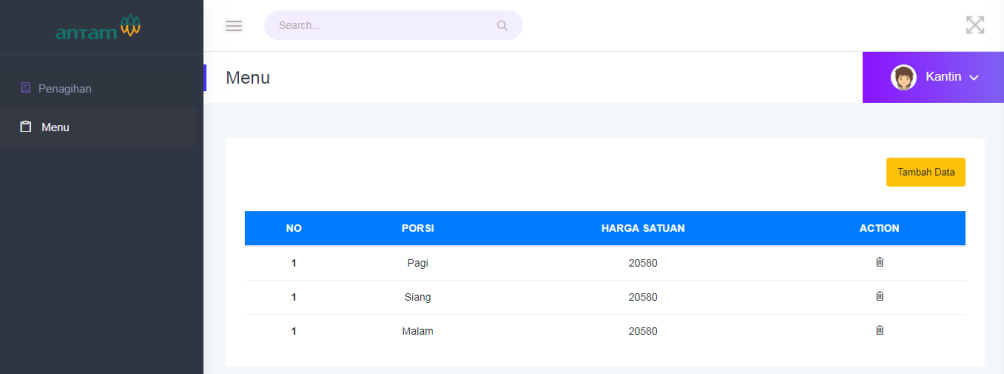 antam
Search...
Penagihan
Menu
Menu
Kantin
Tambah Data
NO PORSI HARGA SATUAN ACTION
1 Pagi 20580
1 Siang 20580
1 Malam 20580